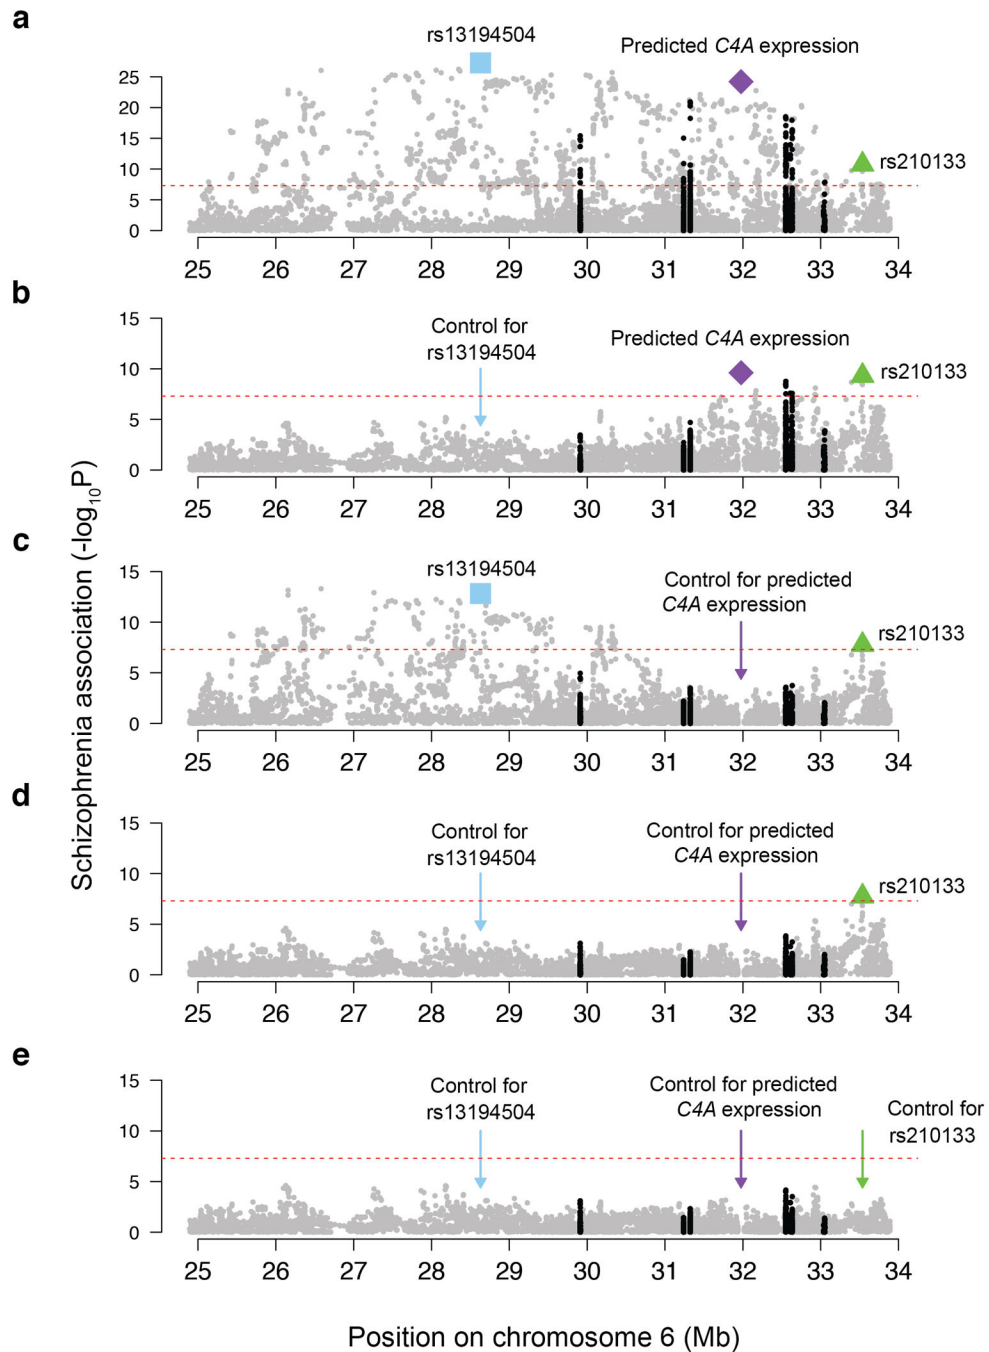 a
rs13194504
Predicted C4A expression
rs210133
25
20
15
10
5
0
25 26 27 28 29 30 31 32 33 34
b
Control for
rs13194504
Predicted C4A expression
rs210133
15
10
5
0
25 26 27 28 29 30 31 32 33 34
c
rs13194504
Control for predicted
C4A expression
rs210133
15
10
5
0
25 26 27 28 29 30 31 32 33 34
d
Control for
rs13194504
Control for predicted
C4A expression
rs210133
15
10
5
0
25 26 27 28 29 30 31 32 33 34
e
Control for
rs13194504
Control for predicted
C4A expression
Control for
rs210133
15
10
5
0
25 26 27 28 29 30 31 32 33 34
Schizophrenia association (-log10P)
Position on chromosome 6 (Mb)